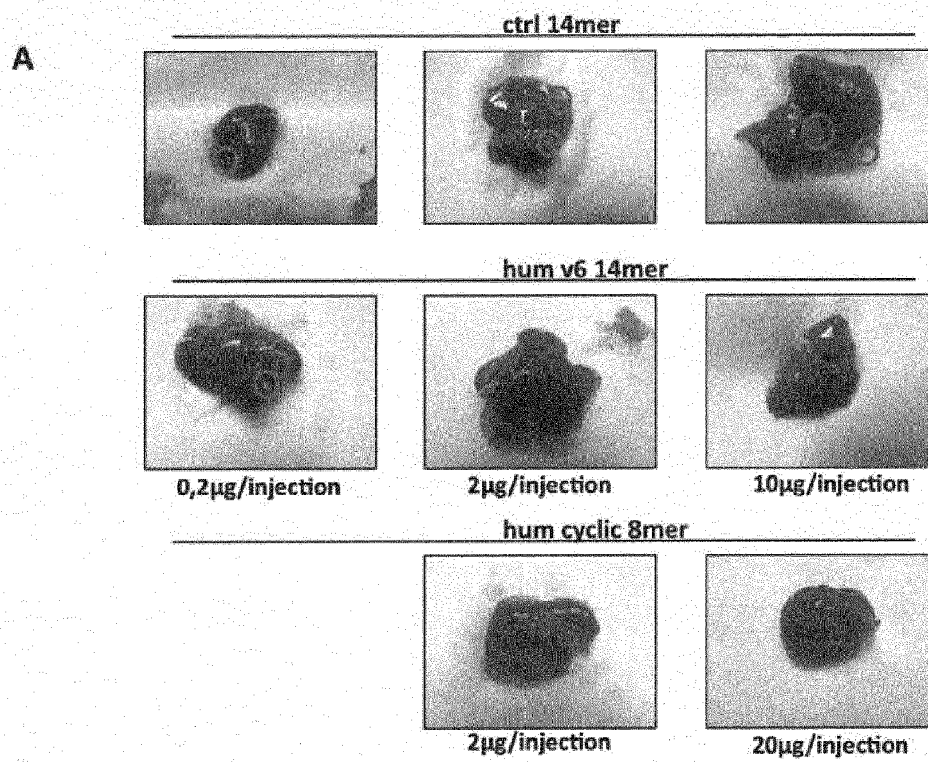 ctrl 14mer
A
hum v6 14mer
0,2µg/injection 2µg/injection 10µg/injection
hum cyclic 8mer
2µg/injection 20µg/injection